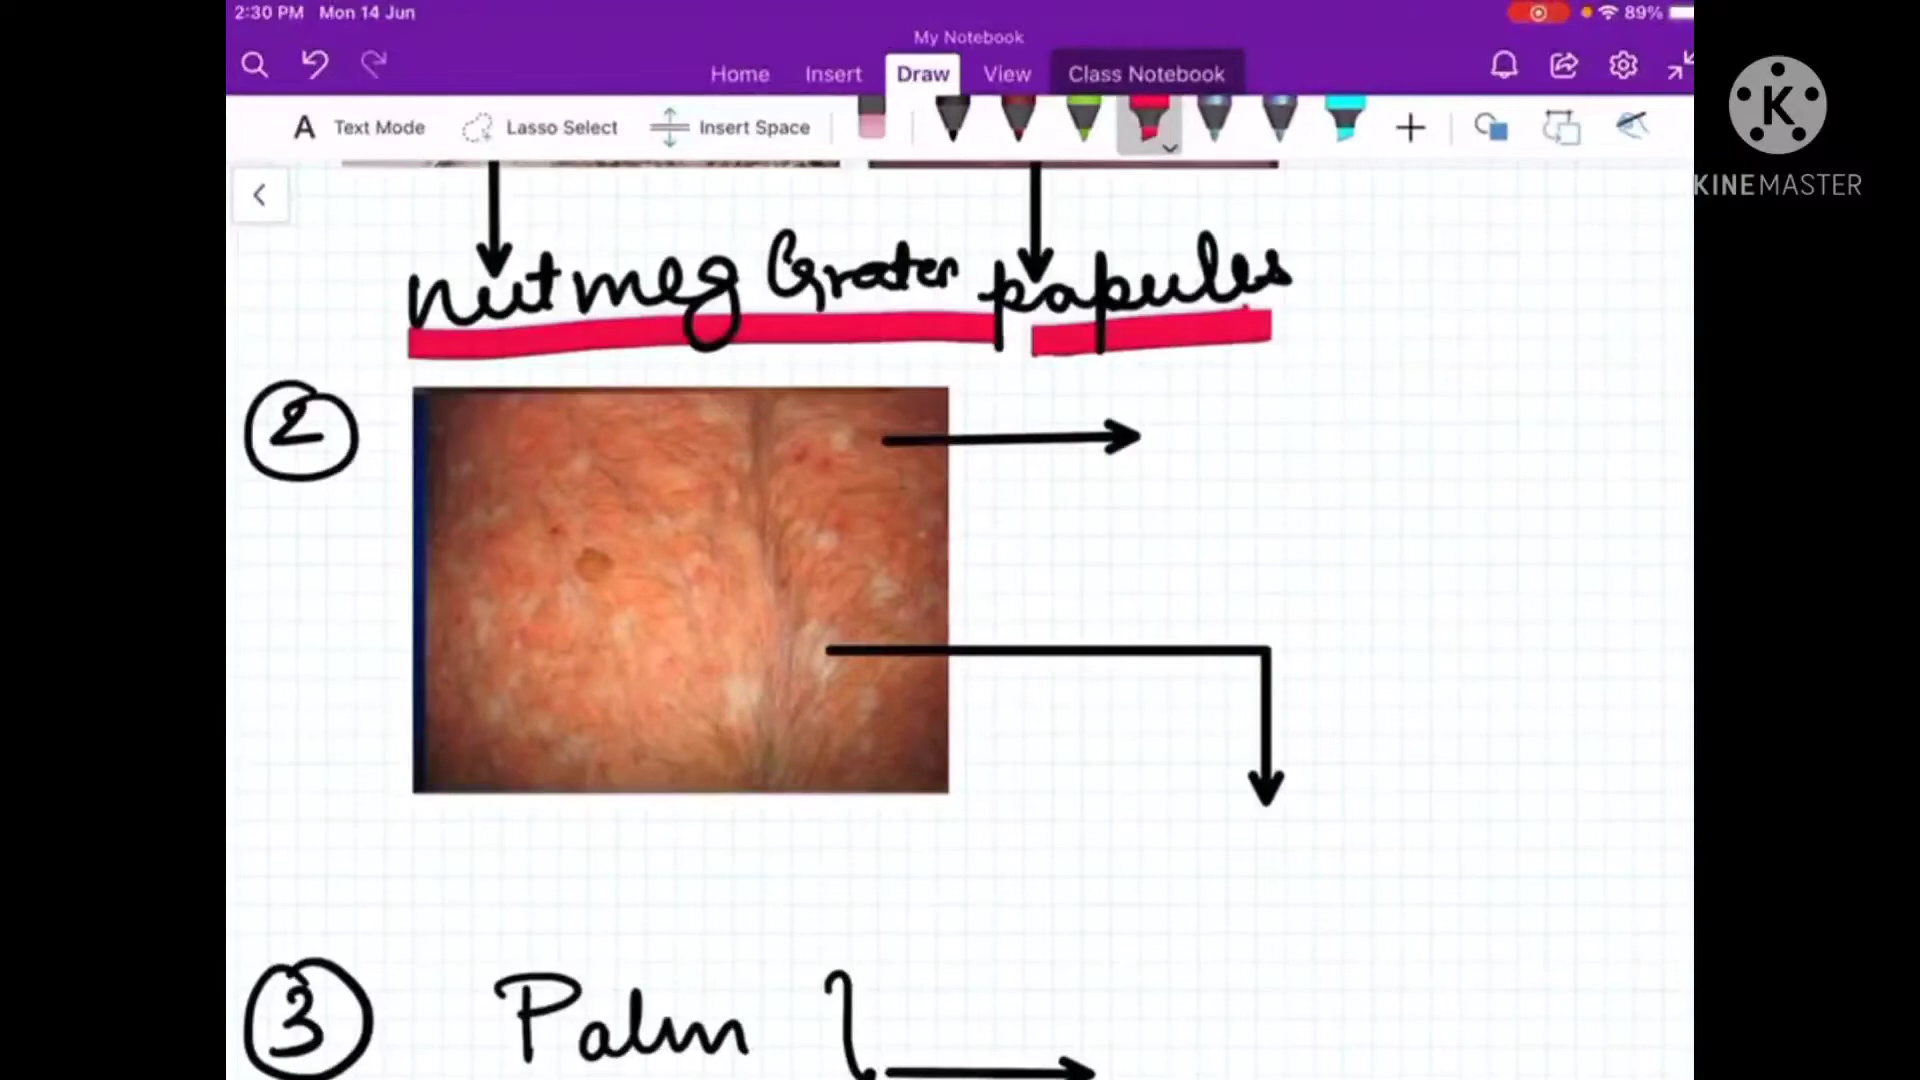 2:30 PM Mon 14 Jun
89%
My Notebook
Home Insert Draw View Class Notebook
A Text Mode Lasso Select Insert Space
K
KINEMASTER
nutmeg Greater papules
2
3 Palm